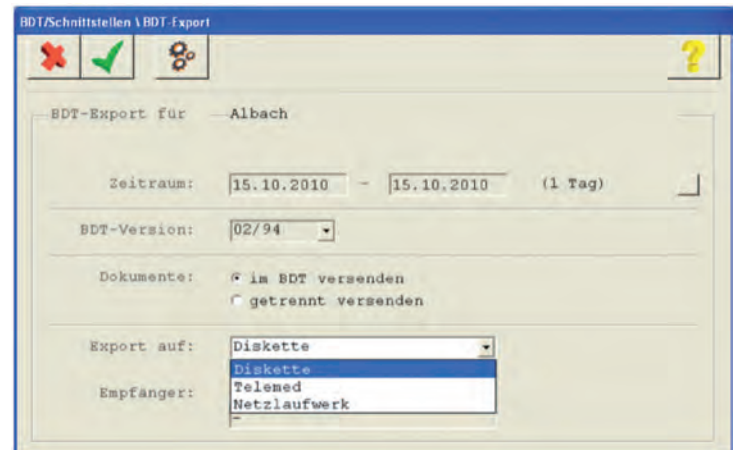 BDT/Schnittstellen \ BDT-Export
?
BDT-Export für Albach
Zeitraum: 15.10.2010 - 15.10.2010 (1 Tag)
BDT-Version: 02/94
Dokumente: im BDT versenden
getrennt versenden
Export auf: Diskette
Diskette
Empfänger: Telemed
Netzlaufwerk